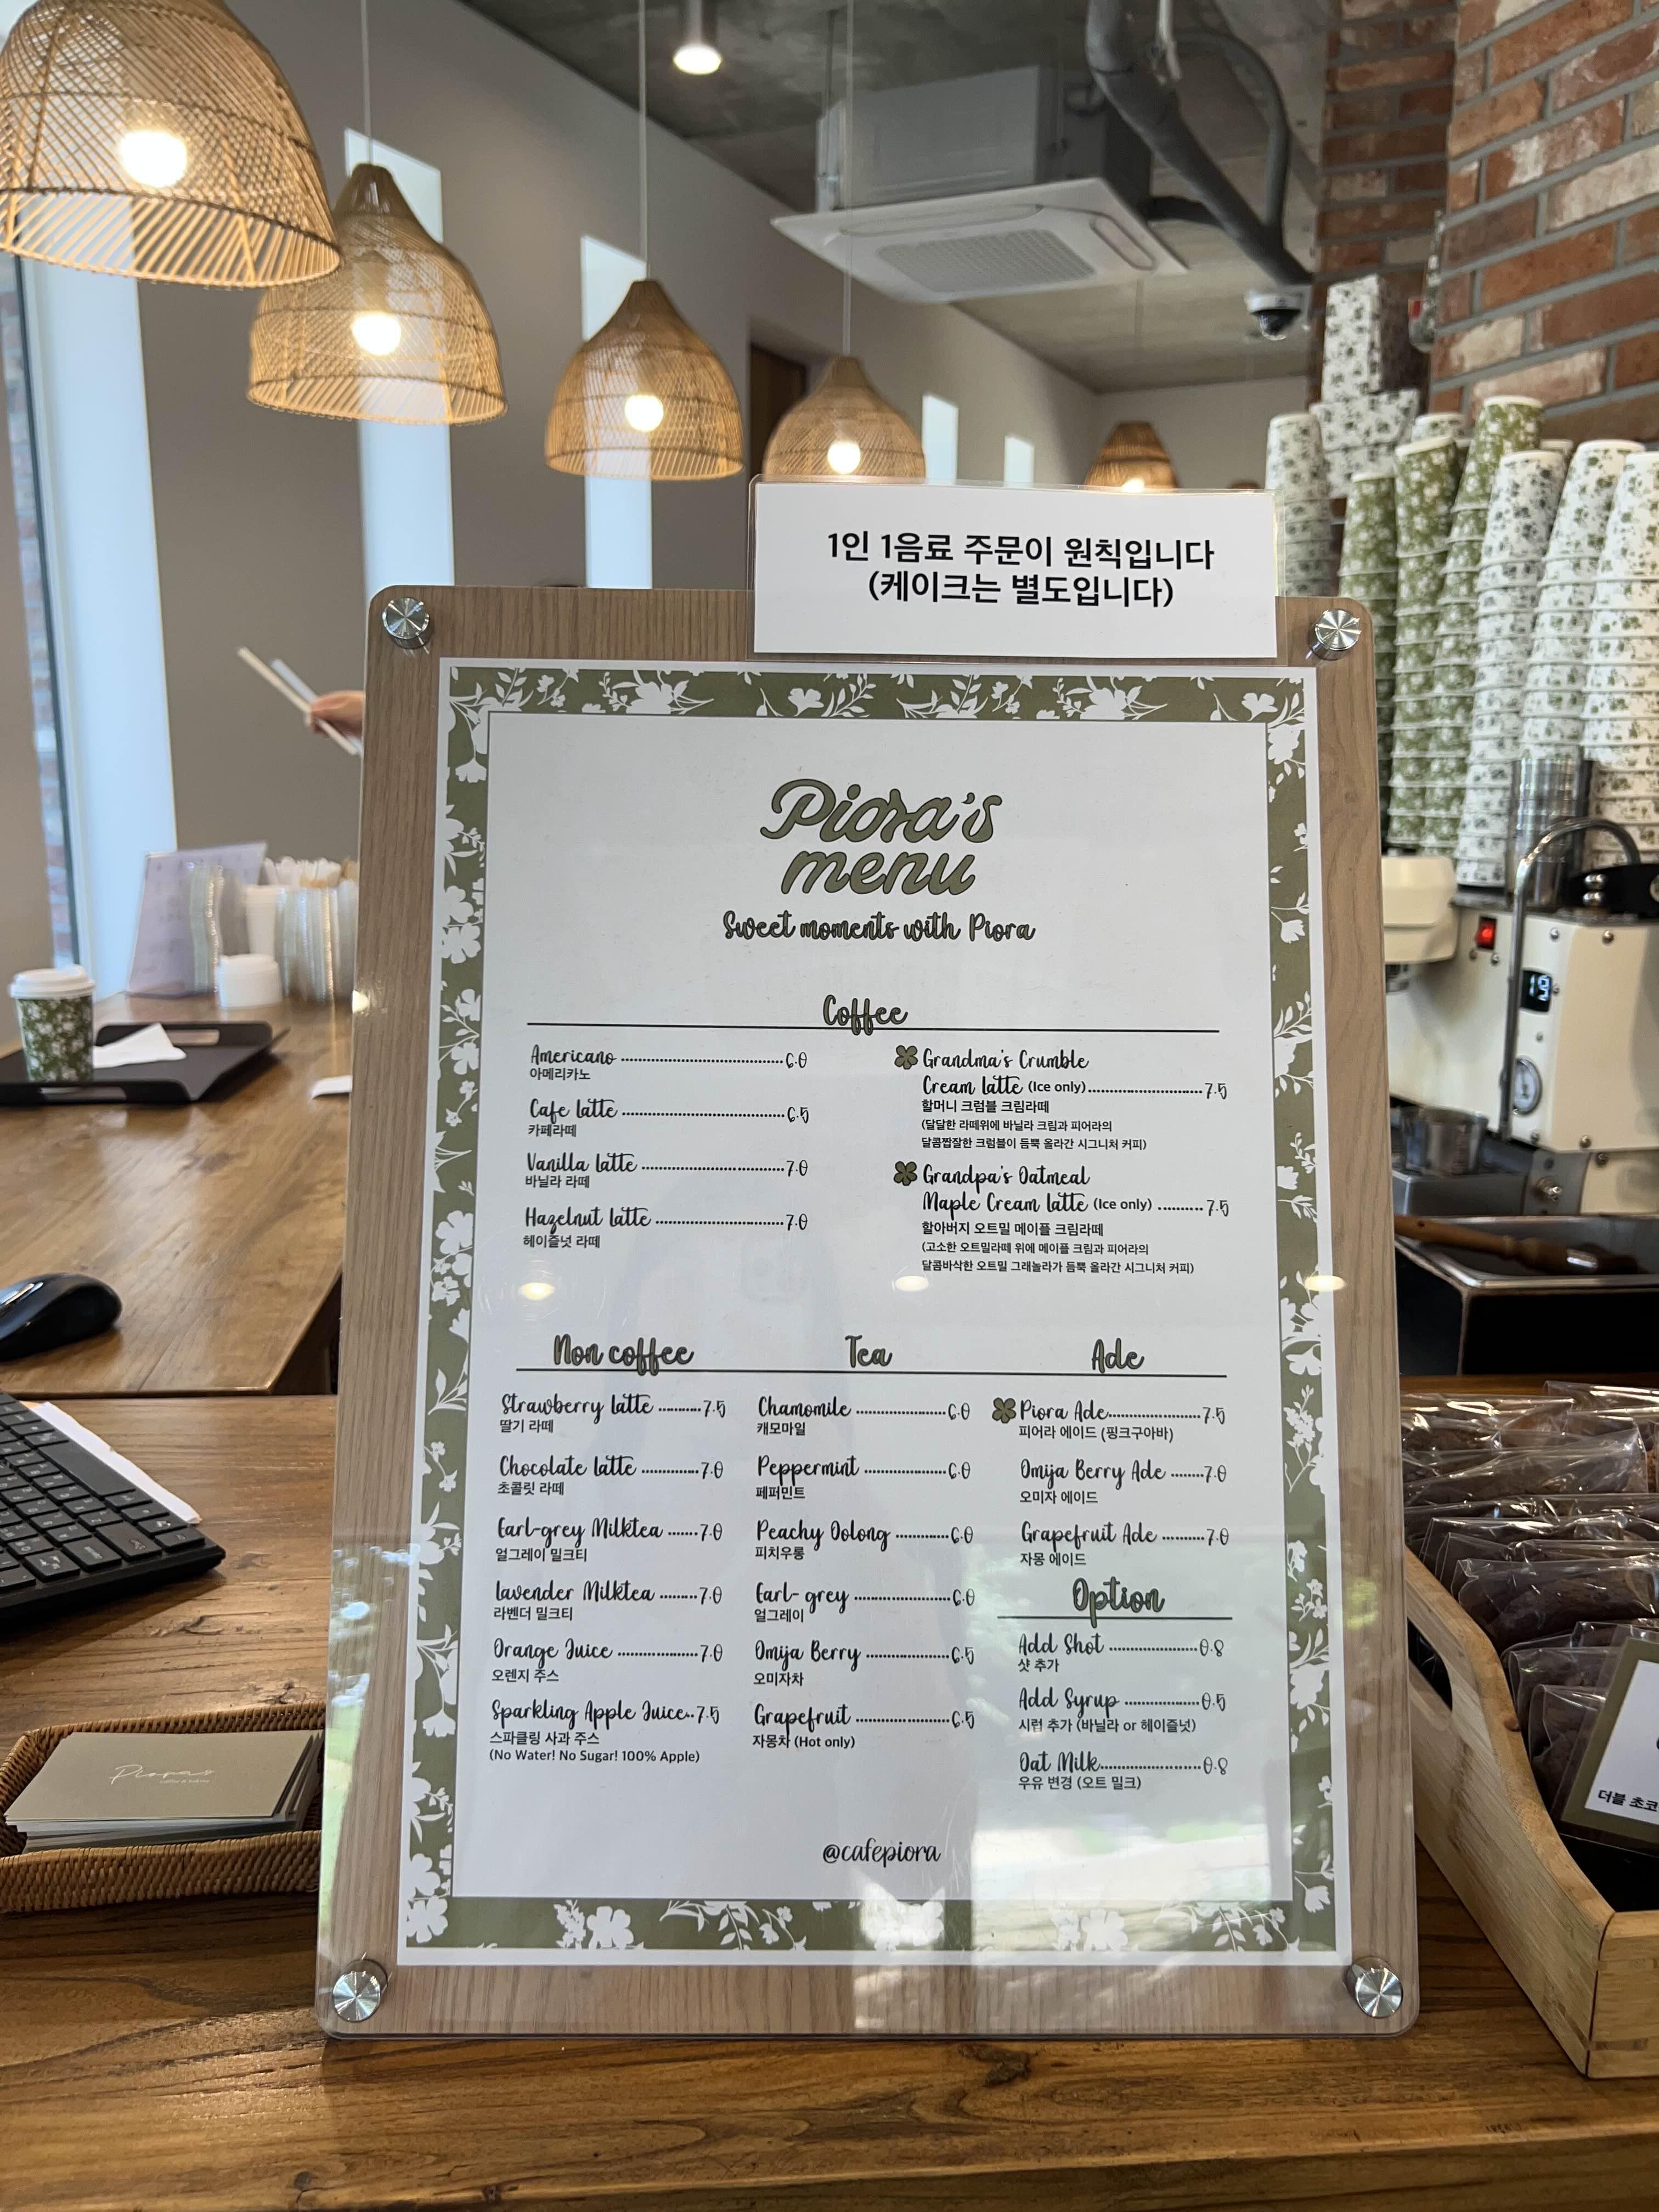 1인 1음료 주문이 원칙입니다
(케이크는 별도입니다)
Piora's
menu
Sweet moments with Piora
Coffee
Americano 6.0
아메리카노
Cafe Latte 6.5
카페라떼
Vanilla Latte 7.0
바닐라 라떼
Hazelnut Latte 7.0
헤이즐넛 라떼
Grandma's Crumble
Cream Latte (Ice only) 7.5
할머니 크럼블 크림라떼
(달달한 라떼위에 바닐라 크림과 피어라의
달콤짭잘한 크럼블이 듬뿍 올라간 시그니처 커피)
Grandpa's Oatmeal
Maple Cream Latte (Ice only) 7.5
할아버지 오트밀 메이플 크림라떼
(고소한 오트밀라떼 위에 메이플 크림과 피어라의
달콤바삭한 오트밀 그래놀라가 듬뿍 올라간 시그니처 커피)
Non coffee
Strawberry Latte 7.5
딸기 라떼
Chocolate Latte 7.0
초콜릿 라떼
Earl-grey Milktea 7.0
얼그레이 밀크티
Lavender Milktea 7.0
라벤더 밀크티
Orange Juice 7.0
오렌지 주스
Sparkling Apple Juice 7.5
스파클링 사과 주스
(No Water! No Sugar! 100% Apple)
Tea
Chamomile 6.0
캐모마일
Peppermint 6.0
페퍼민트
Peachy Oolong 6.0
피치우롱
Earl-grey 6.0
얼그레이
Omija Berry 6.5
오미자차
Grapefruit 6.5
자몽차 (Hot only)
Ade
Piora Ade 7.5
피어라 에이드 (핑크구아바)
Omija Berry Ade 7.0
오미자 에이드
Grapefruit Ade 7.0
자몽 에이드
Option
Add Shot 0.8
샷 추가
Add Syrup 0.5
시럽 추가 (바닐라 or 헤이즐넛)
Oat Milk 0.8
우유 변경 (오트 밀크)
@cafepiora
Piora
더블 초코